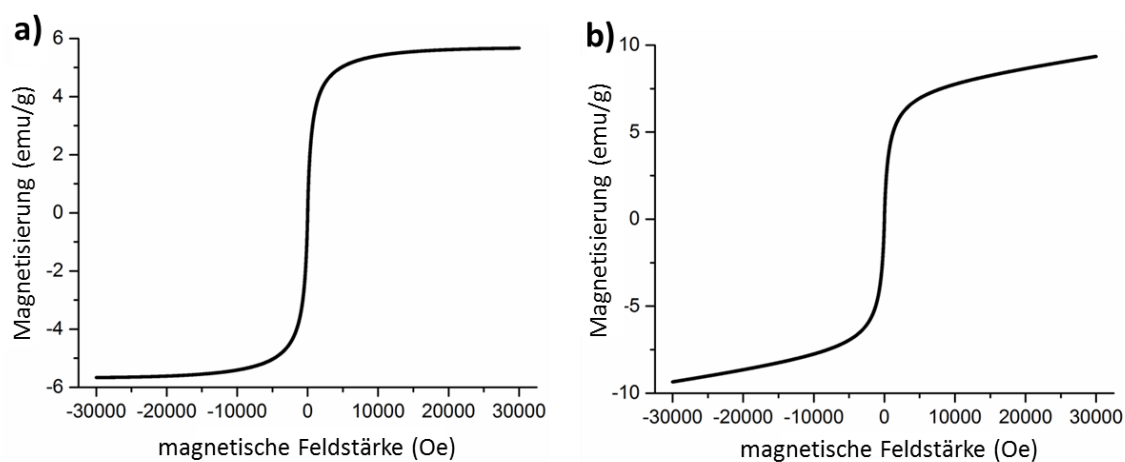 a)
Magnetisierung (emu/g)
6
4
2
0
-2
-4
-6
-30000 -20000 -10000 0 10000 20000 30000
magnetische Feldstärke (Oe)
b)
Magnetisierung (emu/g)
10
5
0
-5
-10
-30000 -20000 -10000 0 10000 20000 30000
magnetische Feldstärke (Oe)